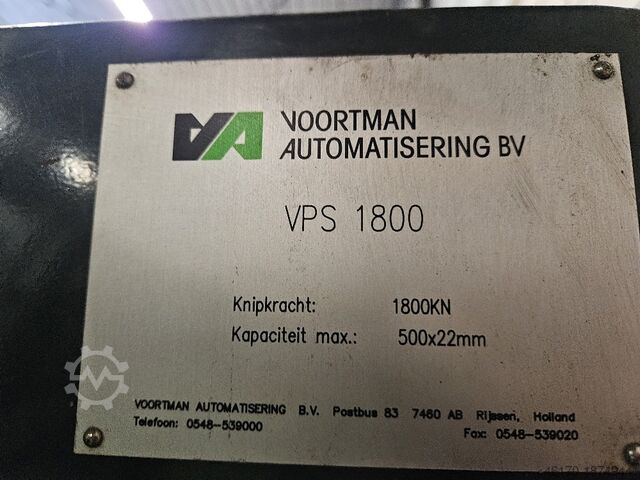 VOORTMAN
AUTOMATISERING BV
VPS 1800
Knipkracht: 1800KN
Kapaciteit max.: 500x22mm
VOORTMAN AUTOMATISERING B.V. Postbus 83 7460 AB Rijssen, Holland
Telefoon: 0548-539000 Fax: 0548-539020